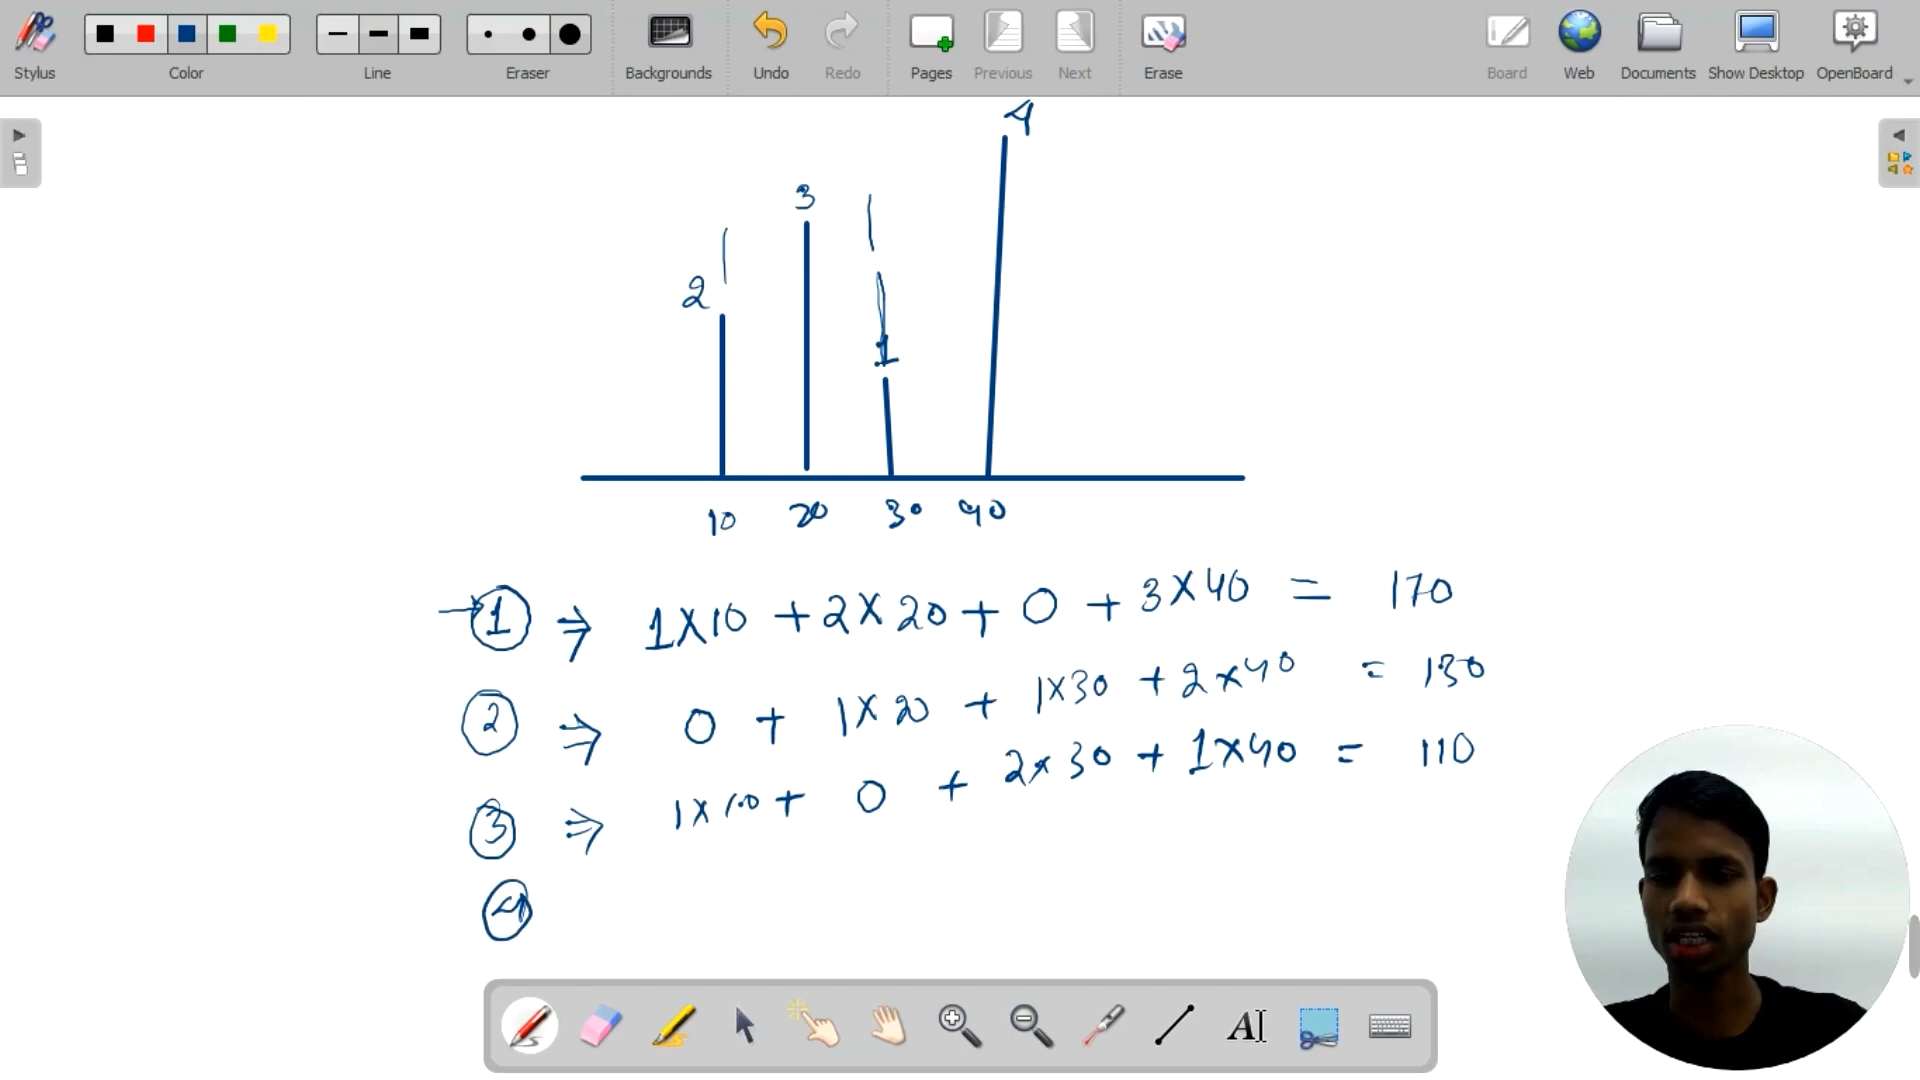 Stylus Color Line Eraser Backgrounds Undo Redo Pages Previous Next Erase Board Web Documents Show Desktop OpenBoard
4
3
2
1
10 20 30 40
1 ⇒ 1X10 + 2X20 + 0 + 3X40 = 170
2 ⇒ 0 + 1X20 + 1X30 + 2X40 = 130
3 ⇒ 1X10 + 0 + 2X30 + 1X40 = 110
4